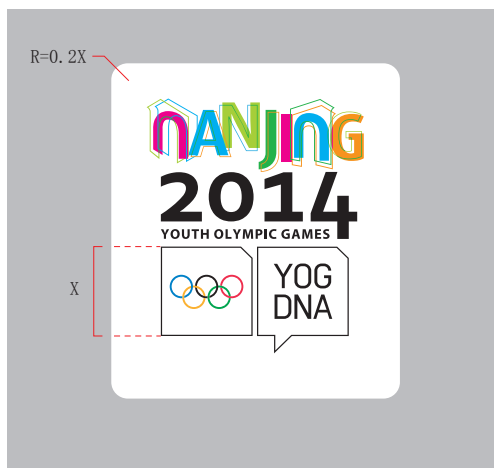 R=0.2X
NANJING
2014
YOUTH OLYMPIC GAMES
X
YOG
DNA